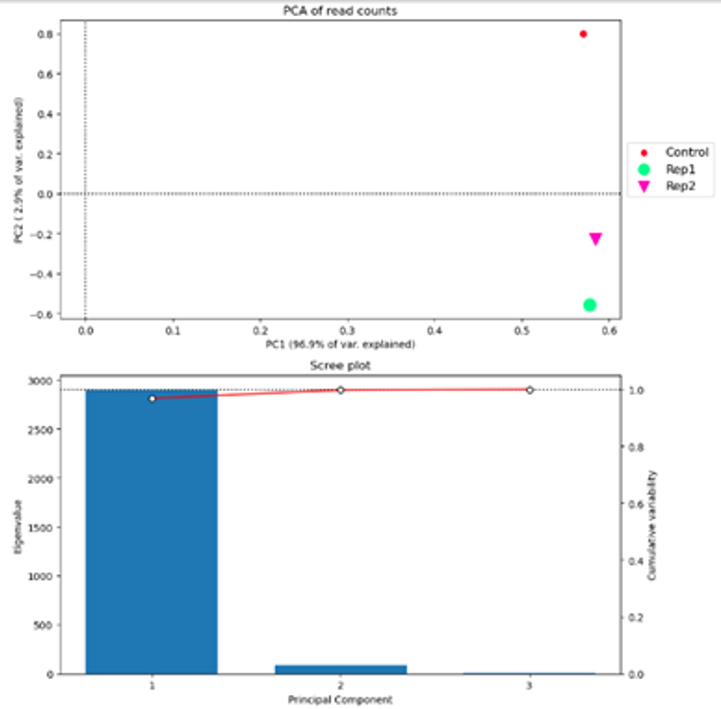 PCA of read counts
0.8
0.6
0.4
0.2
0.0
−0.2
−0.4
−0.6
PC2 ( 2.9% of var. explained)
0.0 0.1 0.2 0.3 0.4 0.5 0.6
PC1 (96.9% of var. explained)
Control
Rep1
Rep2
Scree plot
3000
2500
2000
1500
1000
500
0
Eigenvalue
1.0
0.8
0.6
0.4
0.2
0.0
Cumulative variability
1 2 3
Principal Component